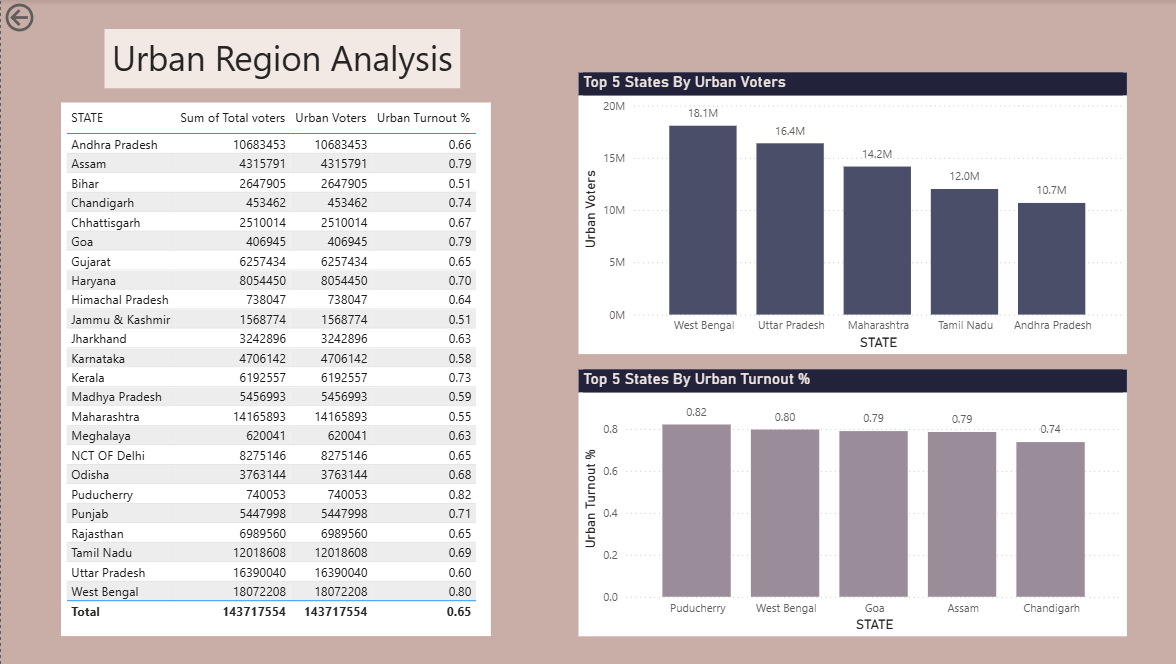 Urban Region Analysis
STATE Sum of Total voters Urban Voters Urban Turnout %
Andhra Pradesh 10683453 10683453 0.66
Assam 4315791 4315791 0.79
Bihar 2647905 2647905 0.51
Chandigarh 453462 453462 0.74
Chhattisgarh 2510014 2510014 0.67
Goa 406945 406945 0.79
Gujarat 6257434 6257434 0.65
Haryana 8054450 8054450 0.70
Himachal Pradesh 738047 738047 0.64
Jammu & Kashmir 1568774 1568774 0.51
Jharkhand 3242896 3242896 0.63
Karnataka 4706142 4706142 0.58
Kerala 6192557 6192557 0.73
Madhya Pradesh 5456993 5456993 0.59
Maharashtra 14165893 14165893 0.55
Meghalaya 620041 620041 0.63
NCT OF Delhi 8275146 8275146 0.65
Odisha 3763144 3763144 0.68
Puducherry 740053 740053 0.82
Punjab 5447998 5447998 0.71
Rajasthan 6989560 6989560 0.65
Tamil Nadu 12018608 12018608 0.69
Uttar Pradesh 16390040 16390040 0.60
West Bengal 18072208 18072208 0.80
Total 143717554 143717554 0.65
Top 5 States By Urban Voters
Urban Voters
20M
15M
10M
5M
0M
18.1M 16.4M 14.2M 12.0M 10.7M
West Bengal Uttar Pradesh Maharashtra Tamil Nadu Andhra Pradesh
STATE
Top 5 States By Urban Turnout %
Urban Turnout %
0.8
0.6
0.4
0.2
0.0
0.82 0.80 0.79 0.79 0.74
Puducherry West Bengal Goa Assam Chandigarh
STATE